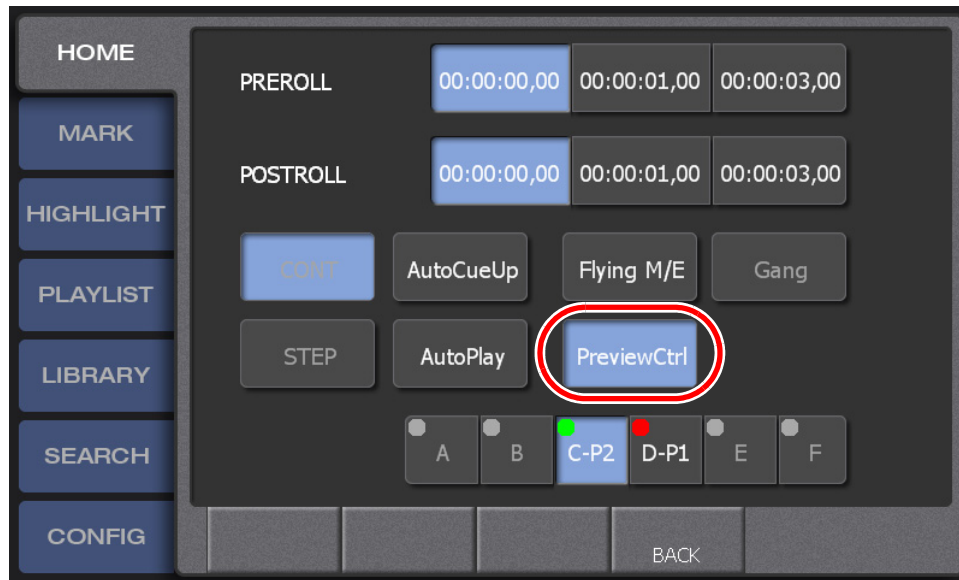 HOME
MARK
HIGHLIGHT
PLAYLIST
LIBRARY
SEARCH
CONFIG
PREROLL 00:00:00,00 00:00:01,00 00:00:03,00
POSTROLL 00:00:00,00 00:00:01,00 00:00:03,00
CONT AutoCueUp Flying M/E Gang
STEP AutoPlay PreviewCtrl
A B C-P2 D-P1 E F
BACK